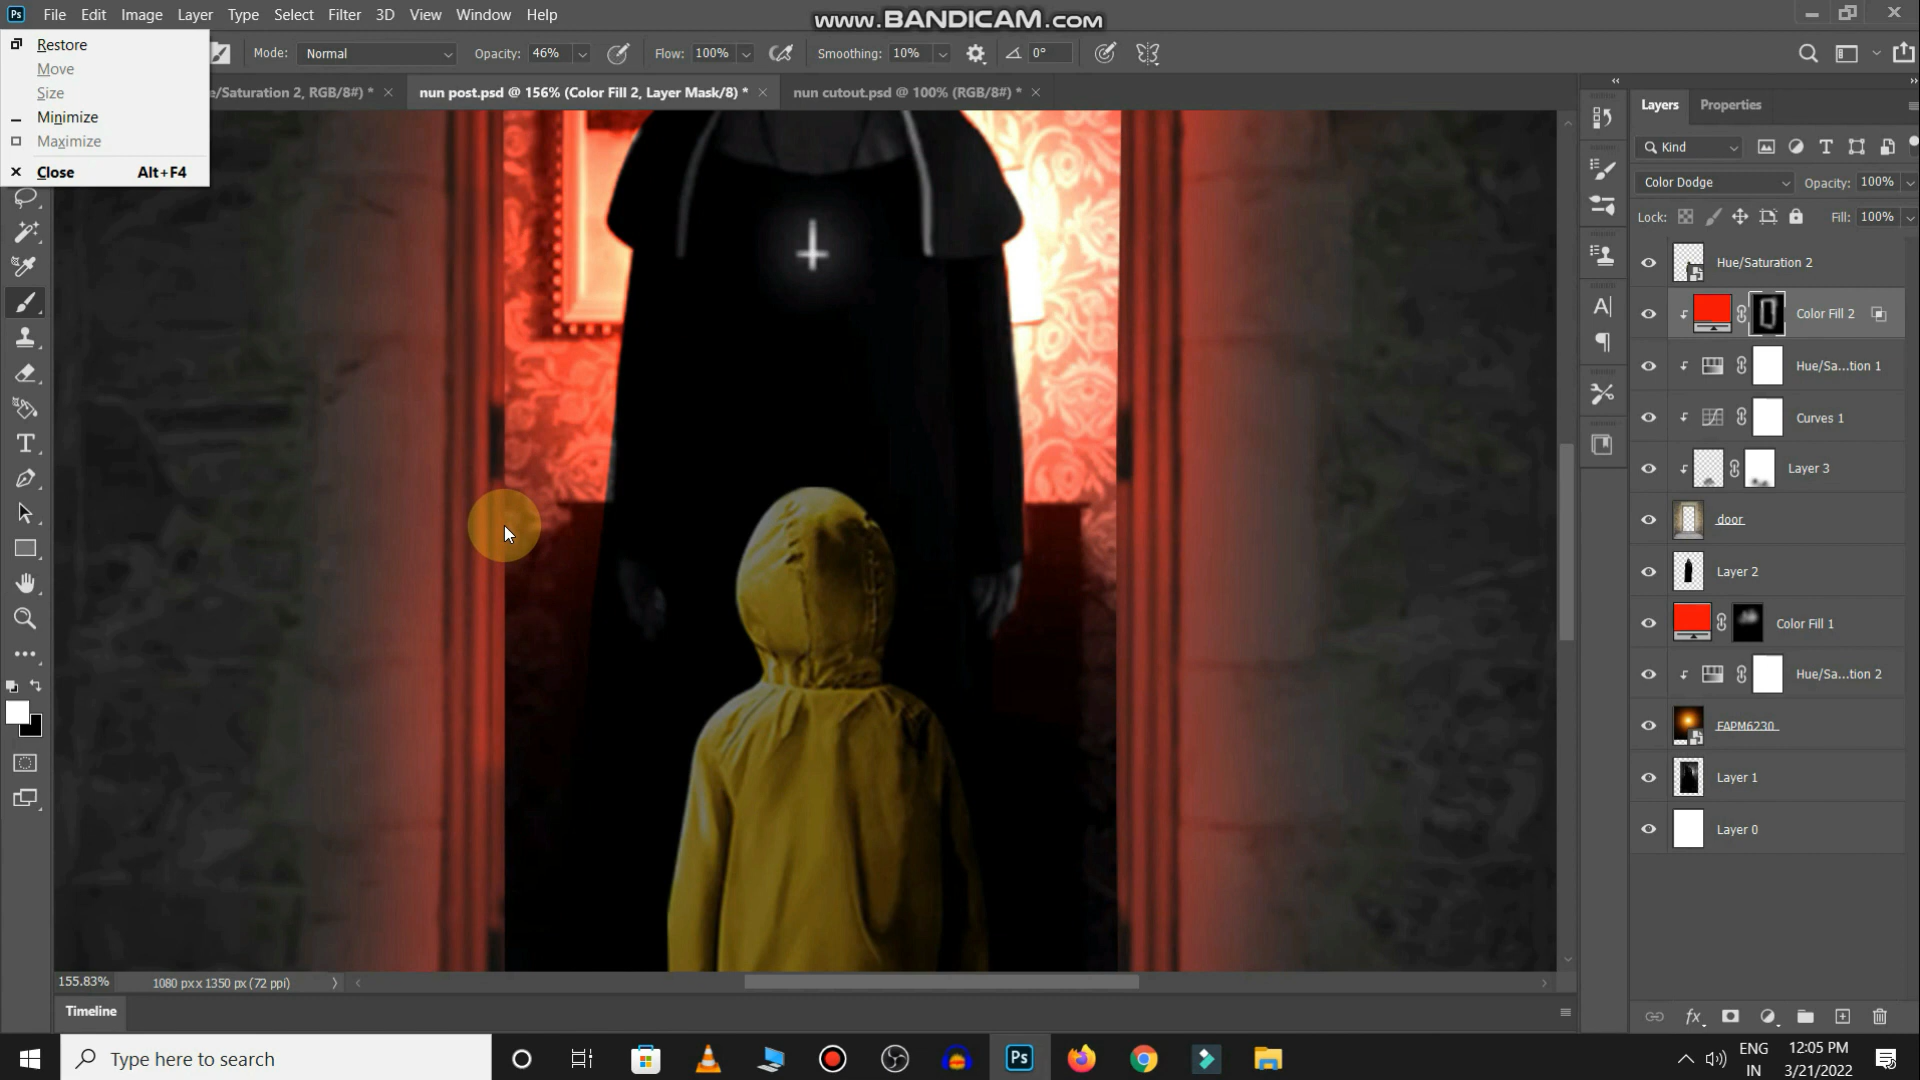 File Edit Image Layer Type Select Filter 3D View Window Help
www.BANDICAM.com
Restore
Move
Size
Minimize
Maximize
Close Alt+F4
Mode: Normal Opacity: 46% Flow: 100% Smoothing: 10% 0°
e/Saturation 2, RGB/8#) * nun post.psd @ 156% (Color Fill 2, Layer Mask/8) * nun cutout.psd @ 100% (RGB/8#) *
Layers Properties
Kind
Color Dodge Opacity: 100%
Lock: Fill: 100%
Hue/Saturation 2
Color Fill 2
Hue/Sa...tion 1
Curves 1
Layer 3
door
Layer 2
Color Fill 1
Hue/Sa...tion 2
FAPM6230
Layer 1
Layer 0
155.83% 1080 px x 1350 px (72 ppi)
Timeline
Type here to search
ENG
IN
12:05 PM
3/21/2022